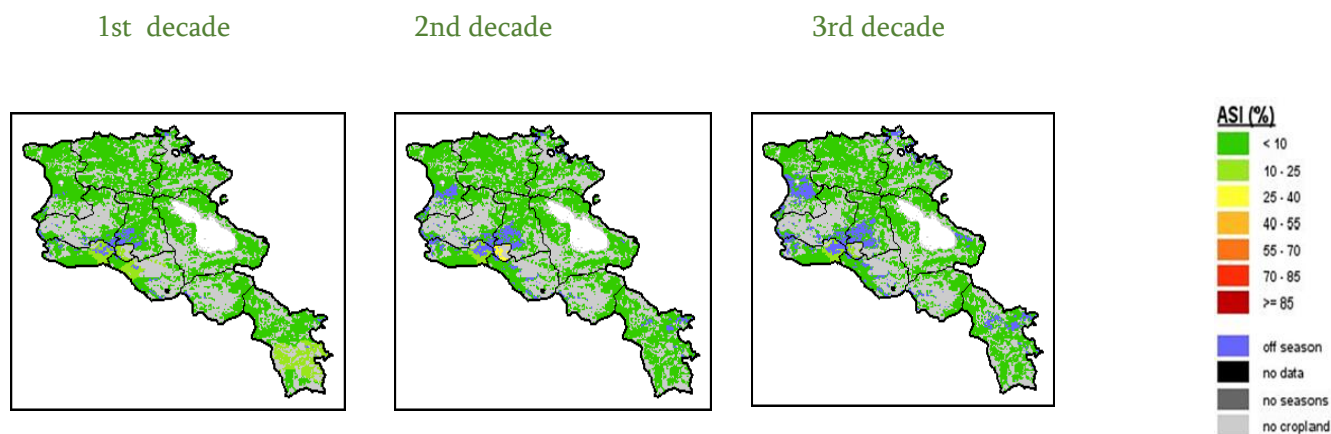 1st decade
2nd decade
3rd decade
ASI (%)
< 10
10 - 25
25 - 40
40 - 55
55 - 70
70 - 85
>= 85
off season
no data
no seasons
no cropland